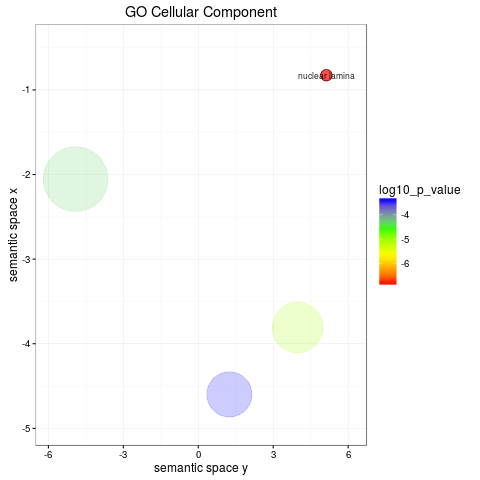 GO Cellular Component
nuclear lamina
-1
-2
-3
-4
-5
semantic space x
-6
-3
0
3
6
semantic space y
log10_p_value
-4
-5
-6